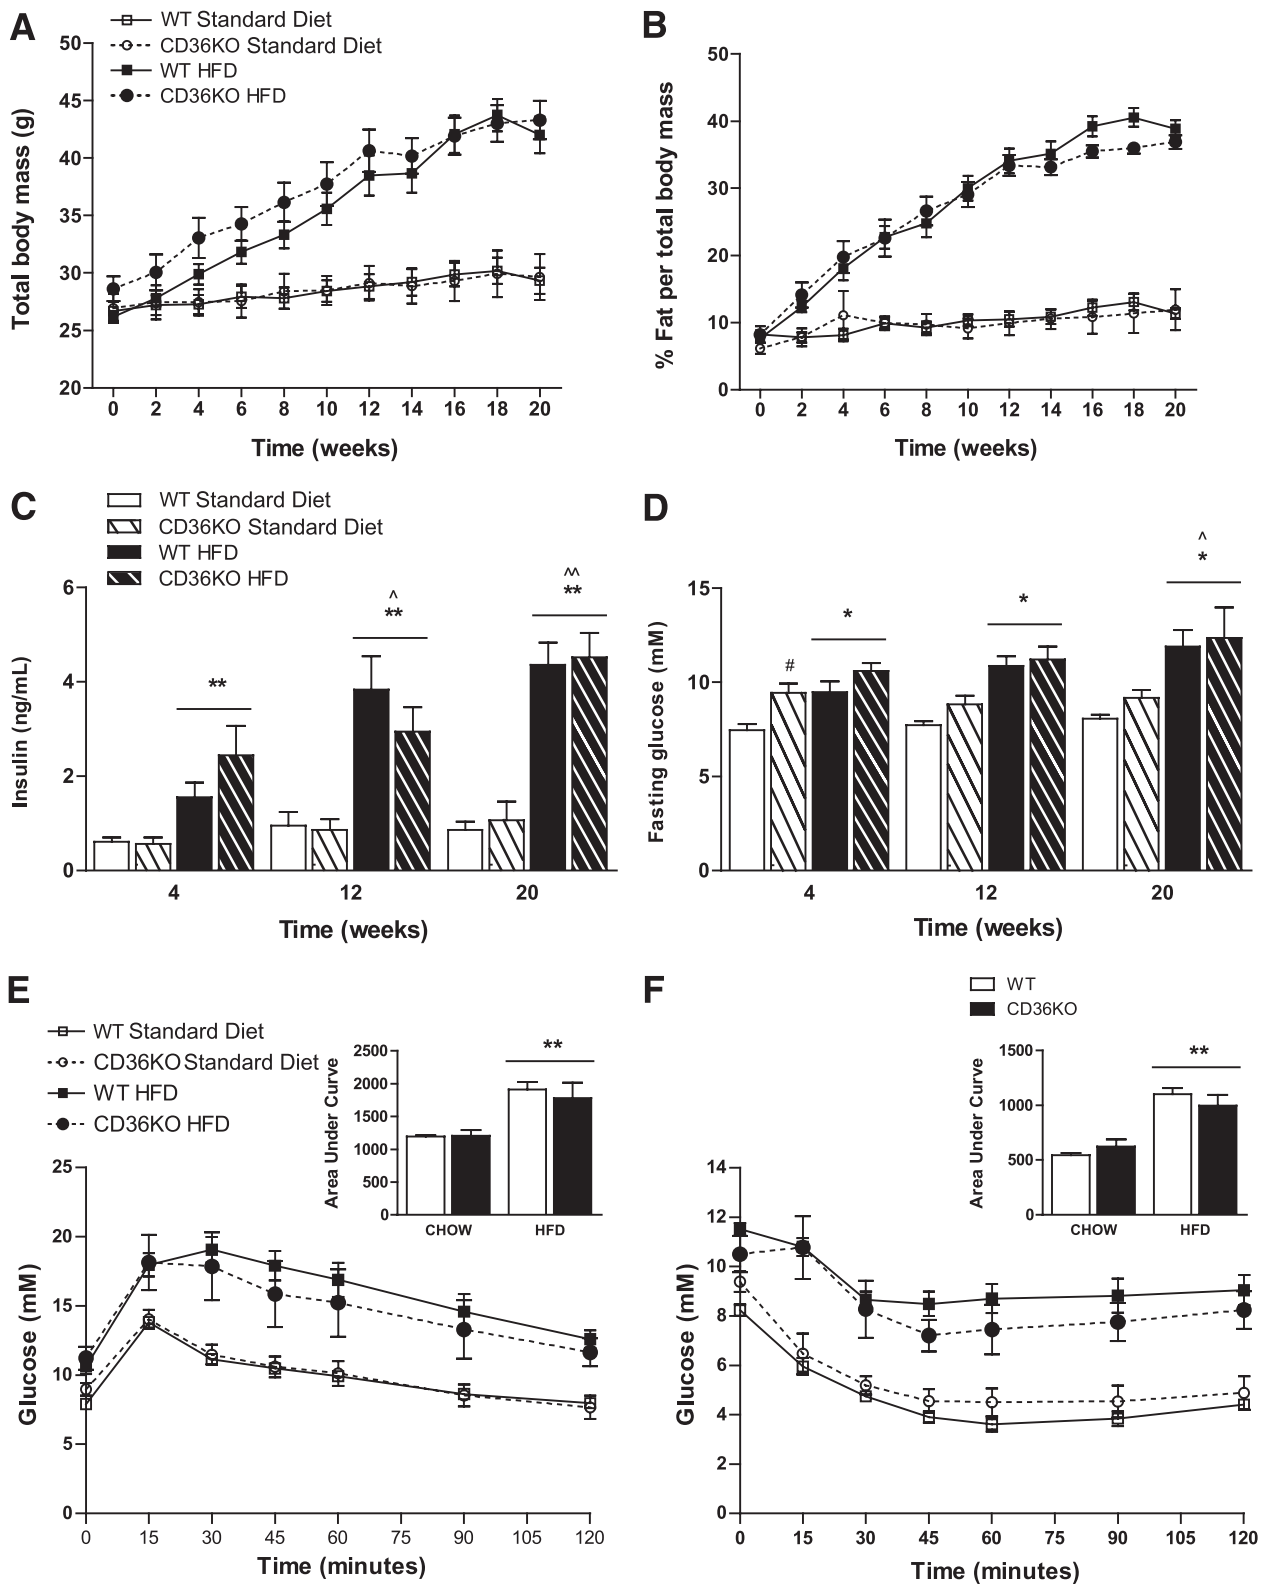 A
WT Standard Diet
CD36KO Standard Diet
WT HFD
CD36KO HFD
Total body mass (g)
50
45
40
35
30
25
20
0 2 4 6 8 10 12 14 16 18 20
Time (weeks)
B
% Fat per total body mass
50
40
30
20
10
0
0 2 4 6 8 10 12 14 16 18 20
Time (weeks)
C
WT Standard Diet
CD36KO Standard Diet
WT HFD
CD36KO HFD
Insulin (ng/mL)
6
4
2
0
**
^
**
^^
**
4 12 20
Time (weeks)
D
Fasting glucose (mM)
15
10
5
0
#
*
*
^
*
4 12 20
Time (weeks)
E
WT Standard Diet
CD36KO Standard Diet
WT HFD
CD36KO HFD
Area Under Curve
2500
2000
1500
1000
500
0
**
CHOW HFD
Glucose (mM)
25
20
15
10
5
0
0 15 30 45 60 75 90 105 120
Time (minutes)
F
WT
CD36KO
Area Under Curve
1500
1000
500
0
**
CHOW HFD
Glucose (mM)
14
12
10
8
6
4
2
0
0 15 30 45 60 75 90 105 120
Time (minutes)